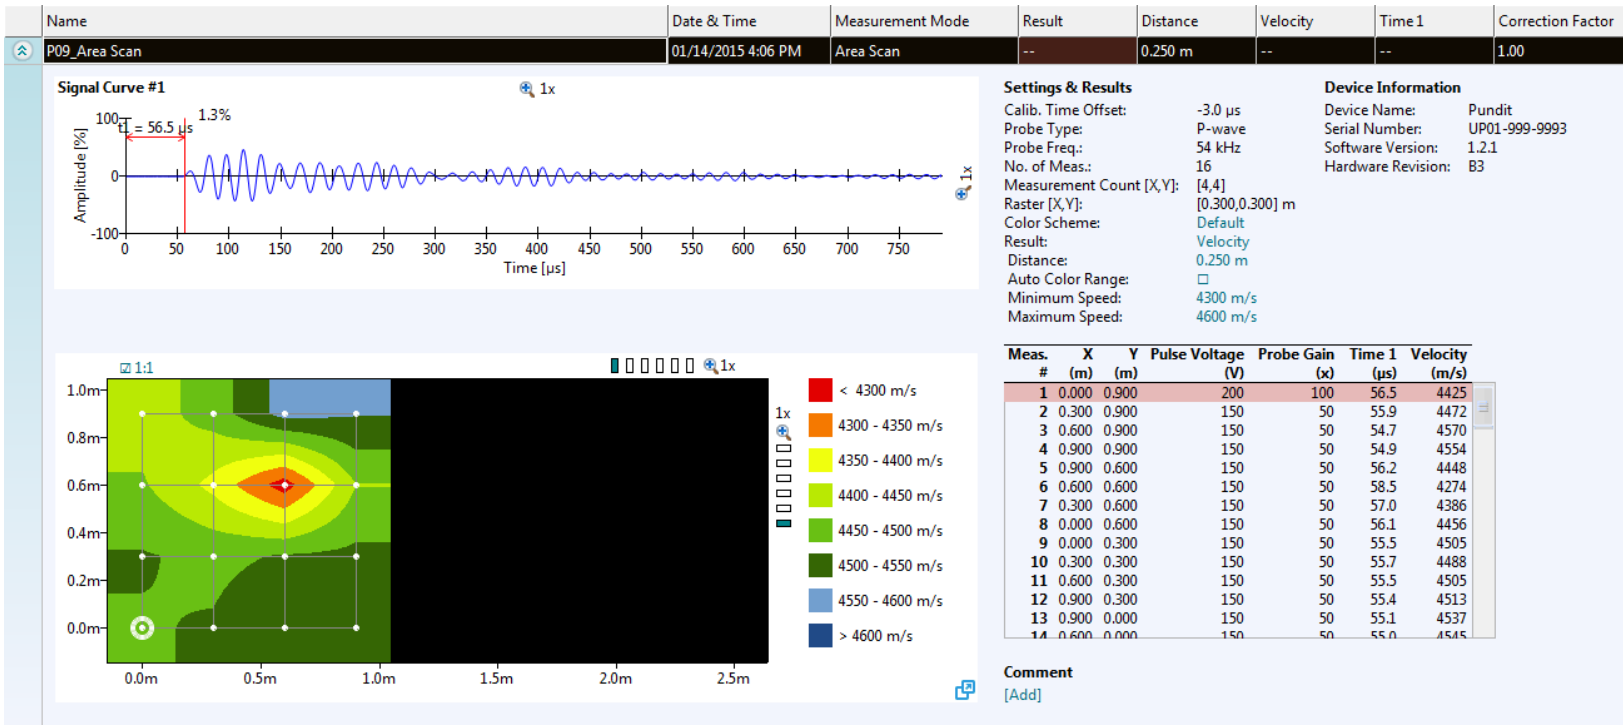 Name Date & Time Measurement Mode Result Distance Velocity Time 1 Correction Factor
P09_Area Scan 01/14/2015 4:06 PM Area Scan -- 0.250 m -- -- 1.00
Signal Curve #1
1x
1.3%
t1 = 56.5 µs
100
0
-100
Amplitude [%]
0 50 100 150 200 250 300 350 400 450 500 550 600 650 700 750
Time [µs]
1x
Settings & Results
Calib. Time Offset: -3.0 µs
Probe Type: P-wave
Probe Freq.: 54 kHz
No. of Meas.: 16
Measurement Count [X,Y]: [4,4]
Raster [X,Y]: [0.300,0.300] m
Color Scheme: Default
Result: Velocity
Distance: 0.250 m
Auto Color Range:
Minimum Speed: 4300 m/s
Maximum Speed: 4600 m/s
Device Information
Device Name: Pundit
Serial Number: UP01-999-9993
Software Version: 1.2.1
Hardware Revision: B3
1:1
1x
1.0m
0.8m
0.6m
0.4m
0.2m
0.0m
0.0m 0.5m 1.0m 1.5m 2.0m 2.5m
1x
< 4300 m/s
4300 - 4350 m/s
4350 - 4400 m/s
4400 - 4450 m/s
4450 - 4500 m/s
4500 - 4550 m/s
4550 - 4600 m/s
> 4600 m/s
Meas. X Y Pulse Voltage Probe Gain Time 1 Velocity
# (m) (m) (V) (x) (µs) (m/s)
1 0.000 0.900 200 100 56.5 4425
2 0.300 0.900 150 50 55.9 4472
3 0.600 0.900 150 50 54.7 4570
4 0.900 0.900 150 50 54.9 4554
5 0.900 0.600 150 50 56.2 4448
6 0.600 0.600 150 50 58.5 4274
7 0.300 0.600 150 50 57.0 4386
8 0.000 0.600 150 50 56.1 4456
9 0.000 0.300 150 50 55.5 4505
10 0.300 0.300 150 50 55.7 4488
11 0.600 0.300 150 50 55.5 4505
12 0.900 0.300 150 50 55.4 4513
13 0.900 0.000 150 50 55.1 4537
14 0.600 0.000 150 50 55.0 4545
Comment
[Add]